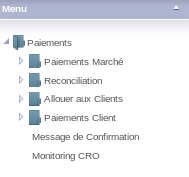 Menu
Paiements
Paiements Marché
Reconciliation
Allouer aux Clients
Paiements Client
Message de Confirmation
Monitoring CRO